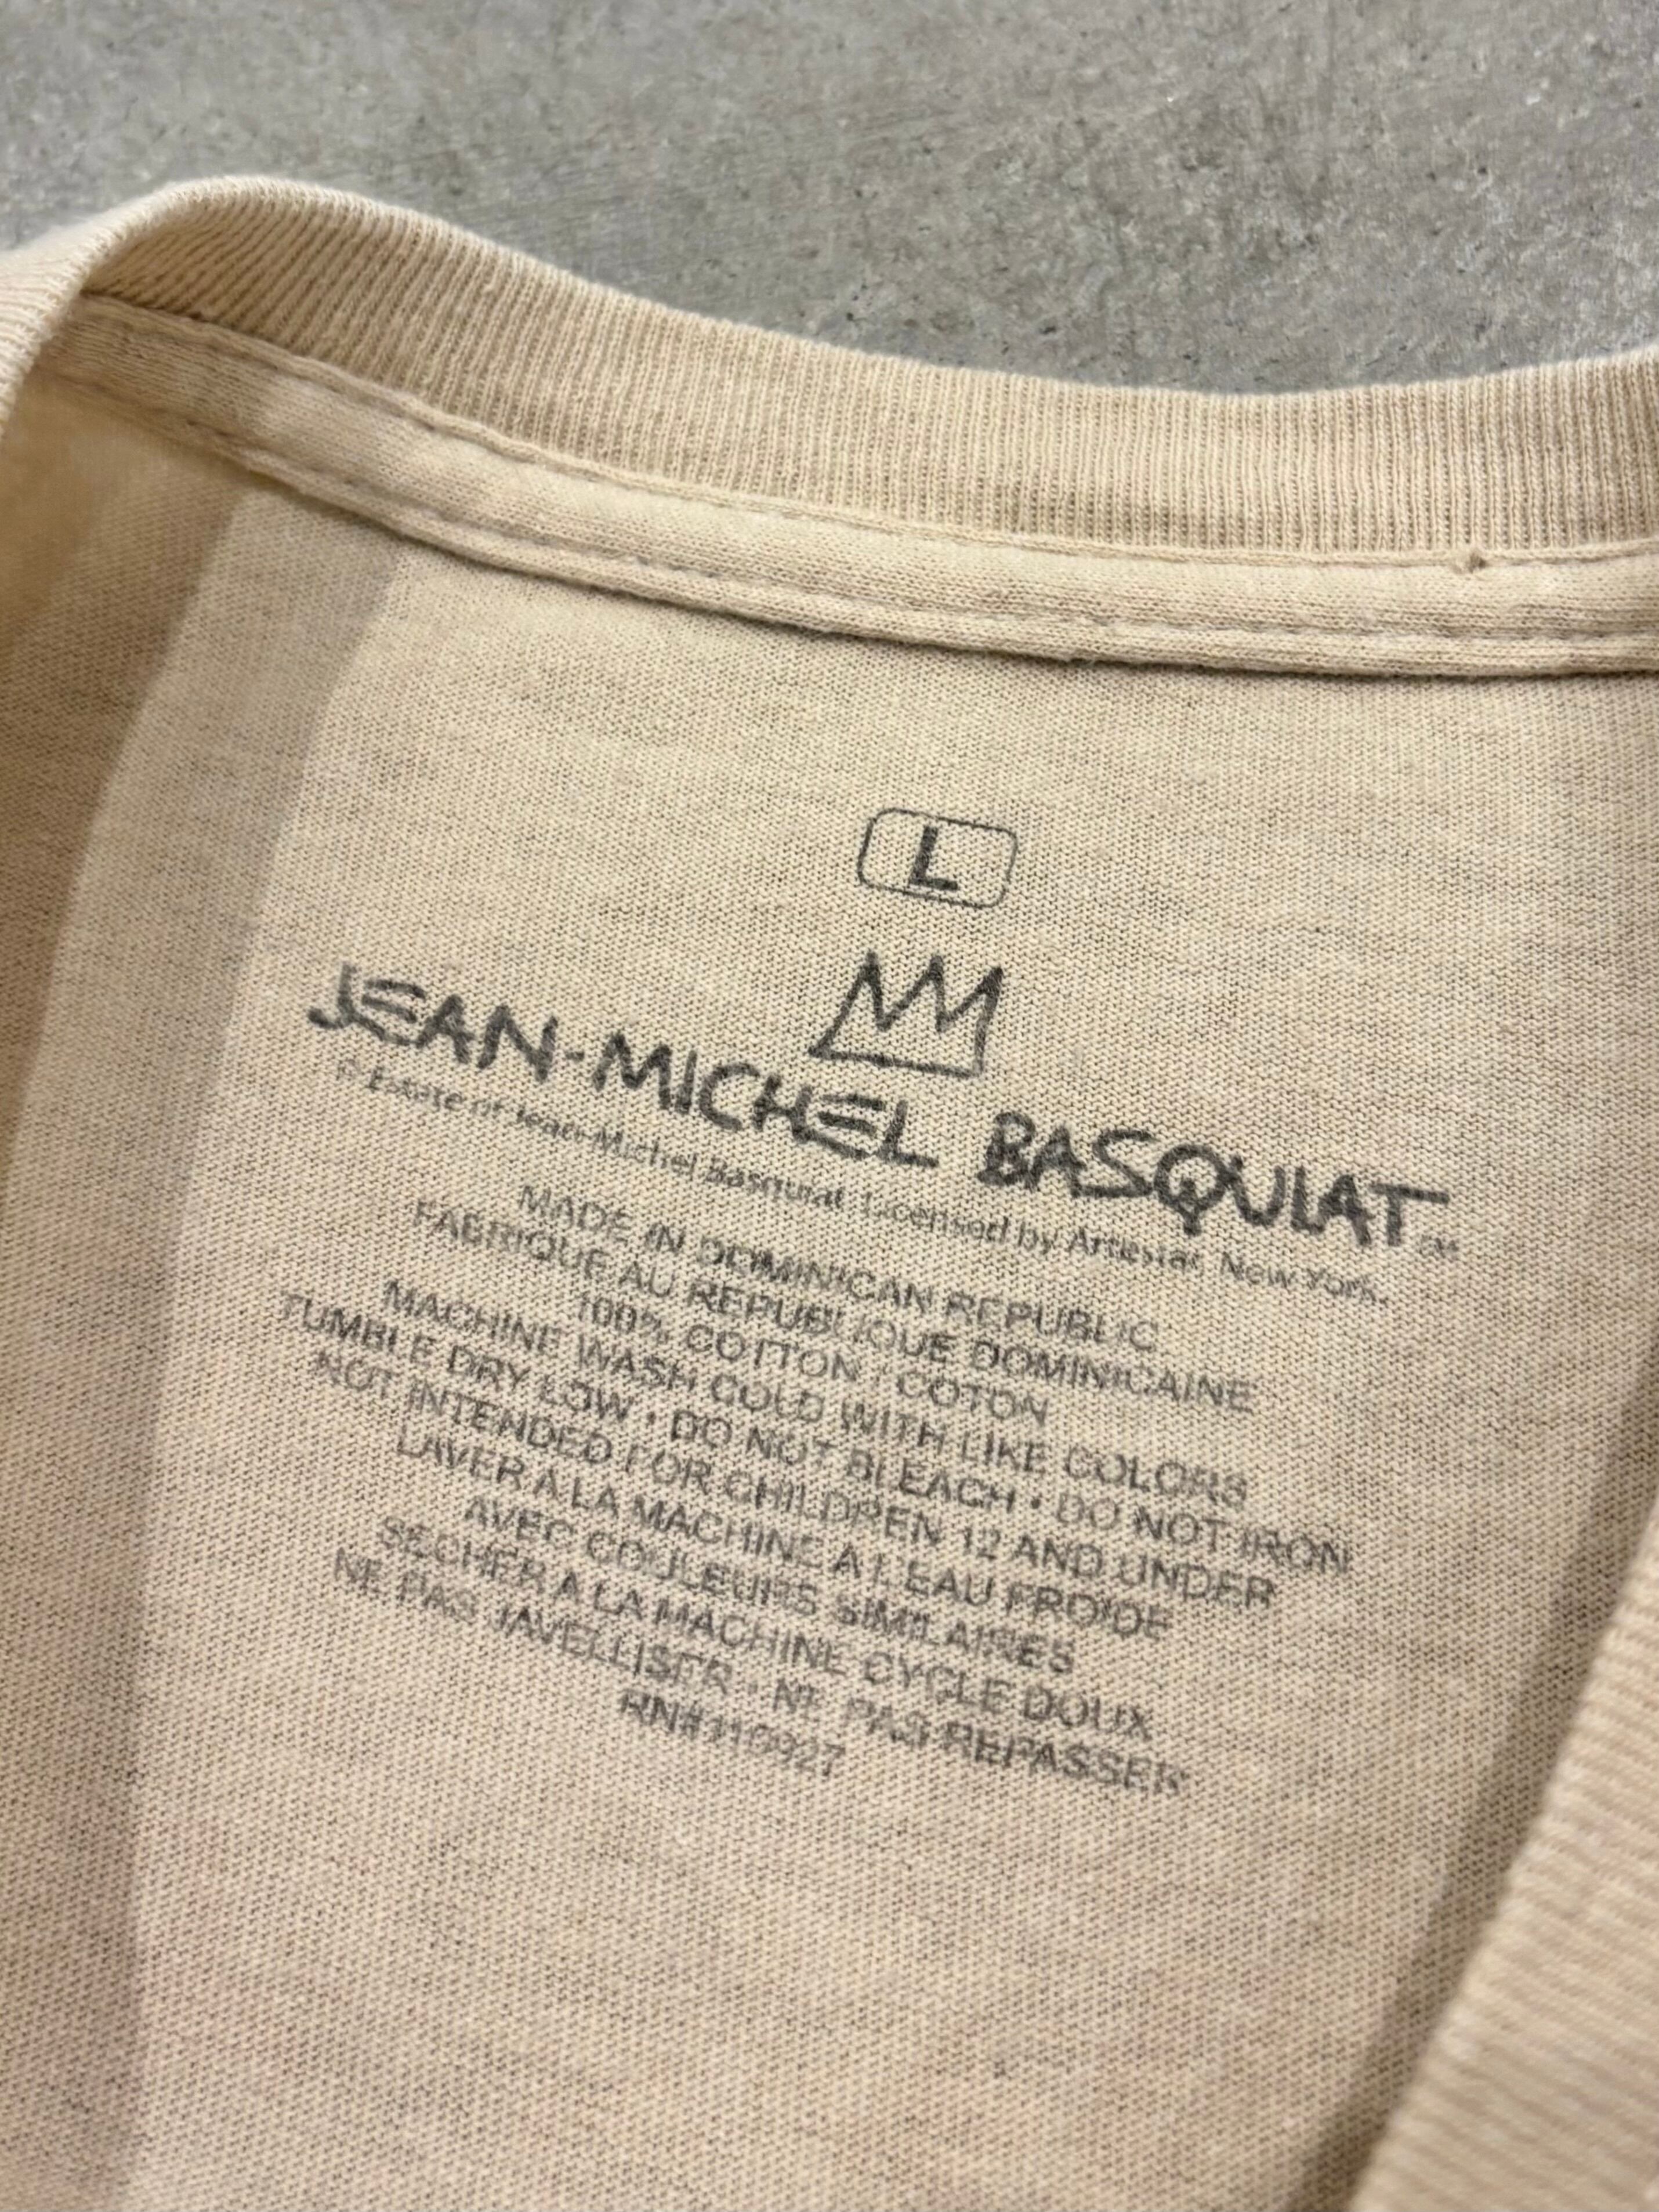 L
JEAN-MICHEL BASQUIAT
© Estate of Jean-Michel Basquiat Licensed by Artestar, New York.
MADE IN DOMINICAN REPUBLIC
FABRIQUE AU REPUBLIQUE DOMINICAINE
100% COTTON / COTON
MACHINE WASH COLD WITH LIKE COLORS
TUMBLE DRY LOW • DO NOT BLEACH • DO NOT IRON
NOT INTENDED FOR CHILDREN 12 AND UNDER
LAVER A LA MACHINE A L'EAU FROIDE
AVEC COULEURS SIMILAIRES
SECHER A LA MACHINE CYCLE DOUX
NE PAS JAVELLISER • NE PAS REPASSER